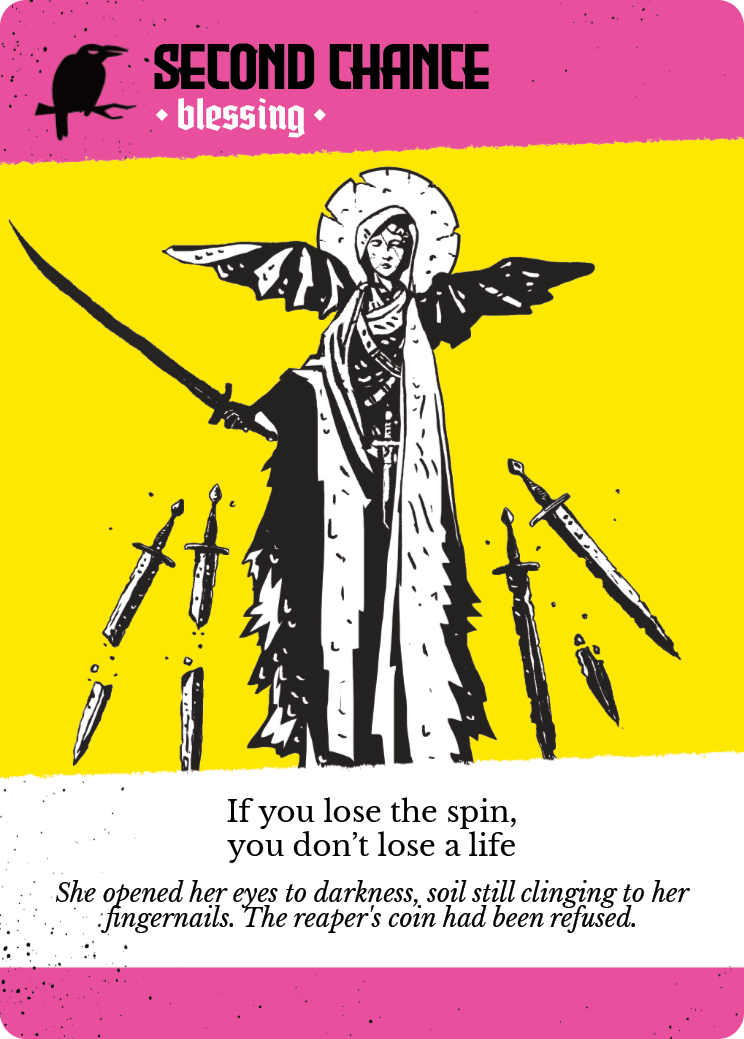 SECOND CHANCE
• blessing •
If you lose the spin,
you don’t lose a life
She opened her eyes to darkness, soil still clinging to her
fingernails. The reaper's coin had been refused.